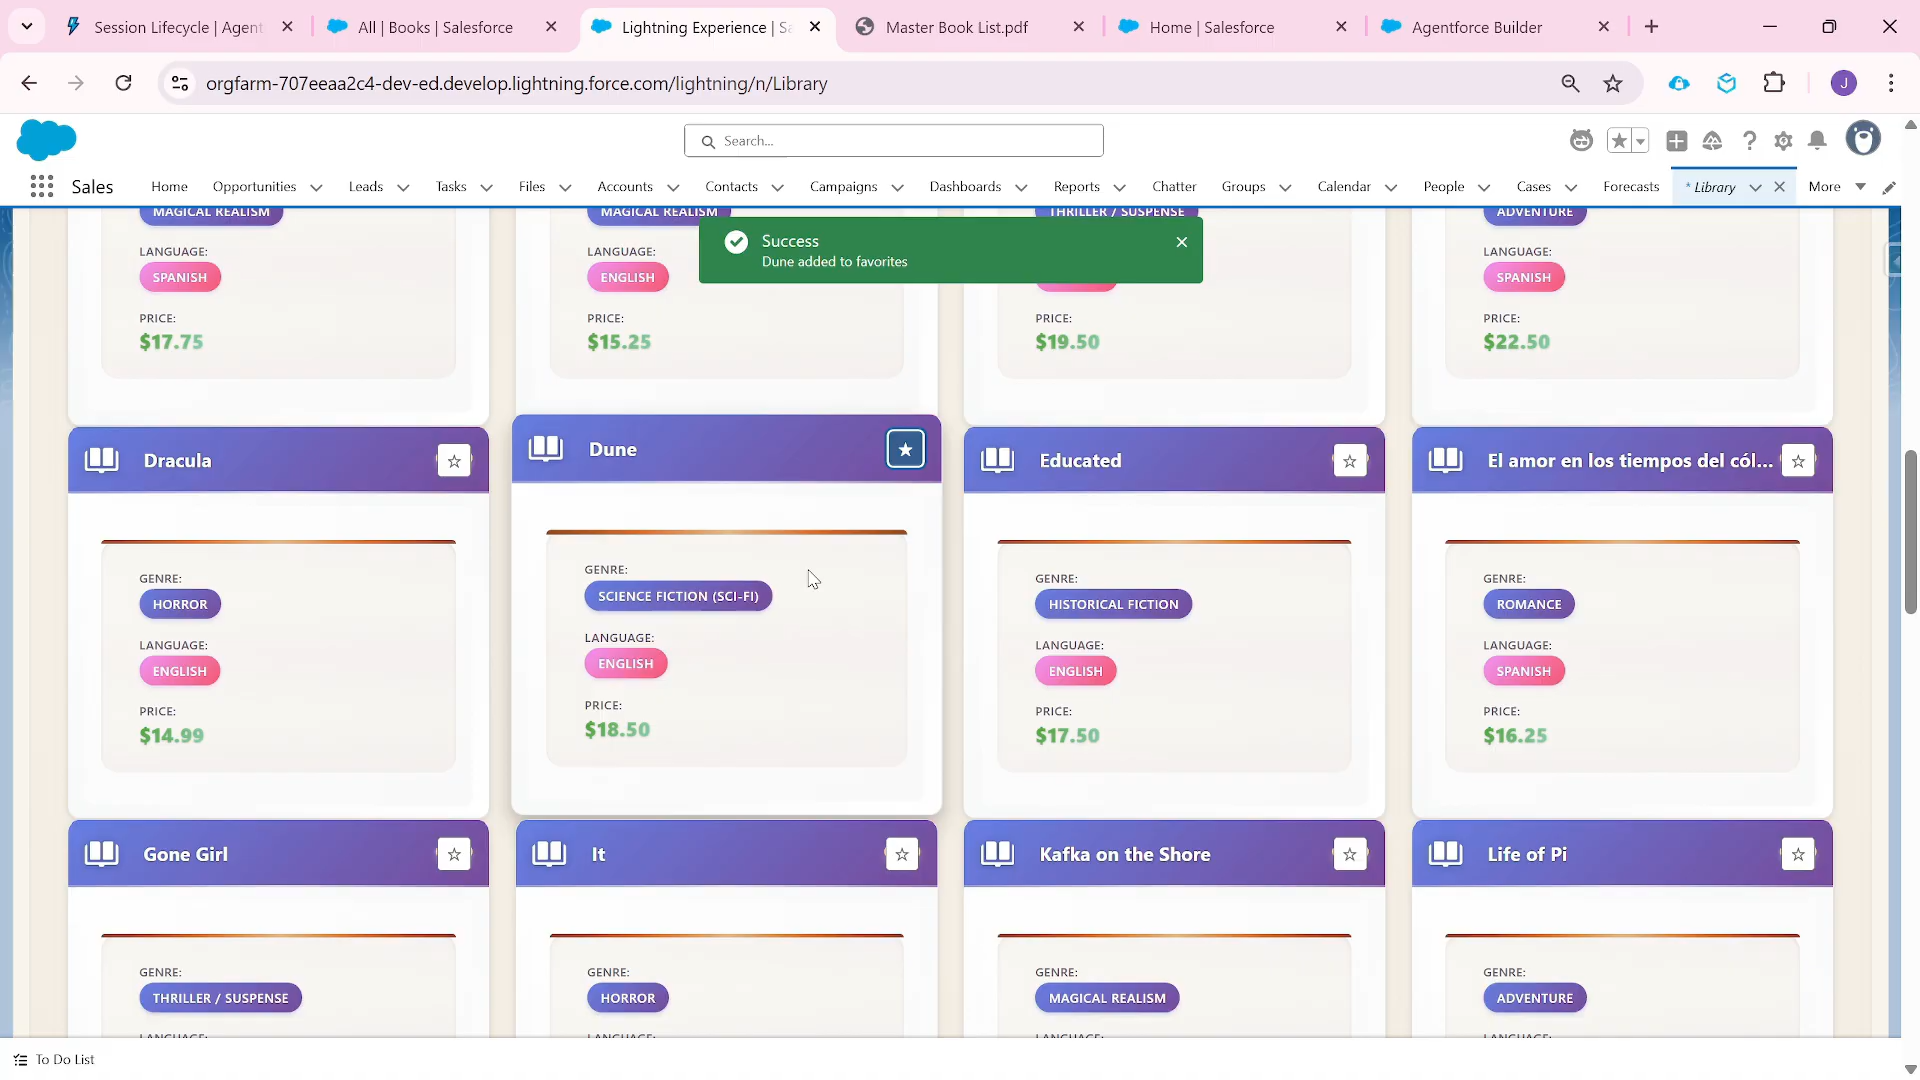 Session Lifecycle | Agent
All | Books | Salesforce
Lightning Experience | Sa
Master Book List.pdf
Home | Salesforce
Agentforce Builder
orgfarm-707eeaa2c4-dev-ed.develop.lightning.force.com/lightning/n/Library
J
Search...
Sales
Home
Opportunities
Leads
Tasks
Files
Accounts
Contacts
Campaigns
Dashboards
Reports
Chatter
Groups
Calendar
People
Cases
Forecasts
* Library
More
Success
Dune added to favorites
MAGICAL REALISM
MAGICAL REALISM
THRILLER / SUSPENSE
ADVENTURE
LANGUAGE:
LANGUAGE:
LANGUAGE:
SPANISH
ENGLISH
SPANISH
PRICE:
PRICE:
PRICE:
PRICE:
$17.75
$15.25
$19.50
$22.50
Dracula
Dune
Educated
El amor en los tiempos del cól...
GENRE:
GENRE:
GENRE:
GENRE:
HORROR
SCIENCE FICTION (SCI-FI)
HISTORICAL FICTION
ROMANCE
LANGUAGE:
LANGUAGE:
LANGUAGE:
LANGUAGE:
ENGLISH
ENGLISH
ENGLISH
SPANISH
PRICE:
PRICE:
PRICE:
PRICE:
$14.99
$18.50
$17.50
$16.25
Gone Girl
It
Kafka on the Shore
Life of Pi
GENRE:
GENRE:
GENRE:
GENRE:
THRILLER / SUSPENSE
HORROR
MAGICAL REALISM
ADVENTURE
LANGUAGE:
LANGUAGE:
LANGUAGE:
LANGUAGE:
To Do List